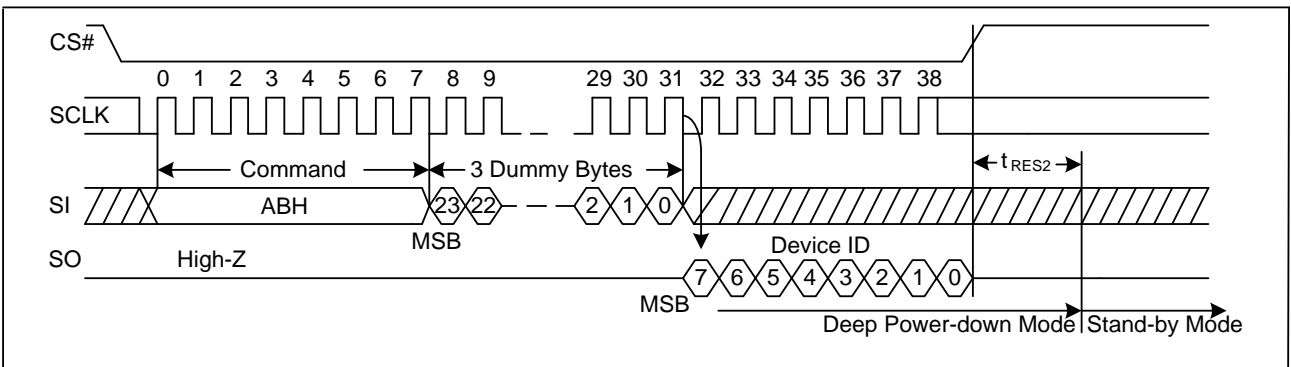 CS#
0 1 2 3 4 5 6 7 8 9 29 30 31 32 33 34 35 36 37 38
SCLK
Command 3 Dummy Bytes tRES2
SI ABH 23 22 2 1 0
MSB Device ID
SO High-Z
7 6 5 4 3 2 1 0
MSB
Deep Power-down Mode Stand-by Mode